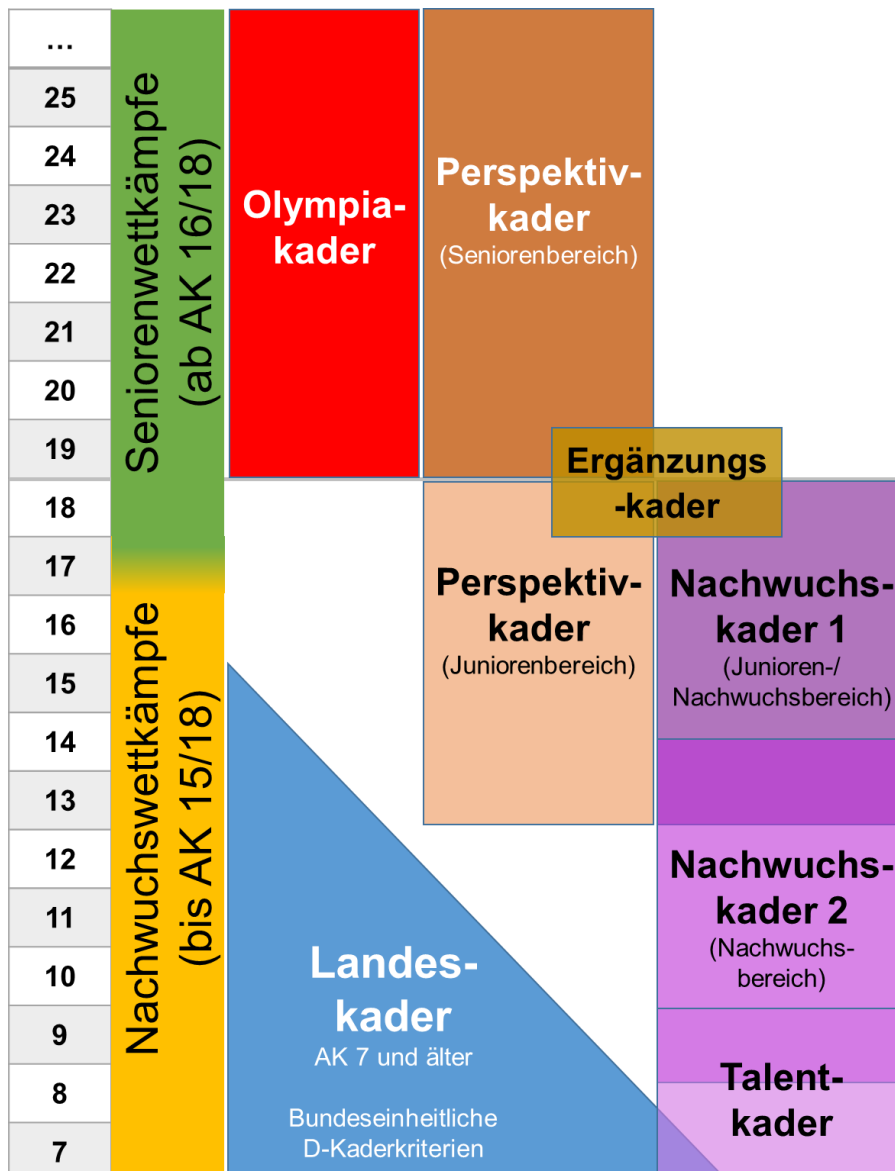 ...
25
24
23
22
21
20
19
18
17
16
15
14
13
12
11
10
9
8
7
Seniorenwettkämpfe
(ab AK 16/18)
Nachwuchswettkämpfe
(bis AK 15/18)
Olympia-
kader
Perspektiv-
kader
(Seniorenbereich)
Ergänzungs
-kader
Perspektiv-
kader
(Juniorenbereich)
Nachwuchs-
kader 1
(Junioren-/
Nachwuchsbereich)
Nachwuchs-
kader 2
(Nachwuchs-
bereich)
Landes-
kader
AK 7 und älter
Bundeseinheitliche
D-Kaderkriterien
Talent-
kader